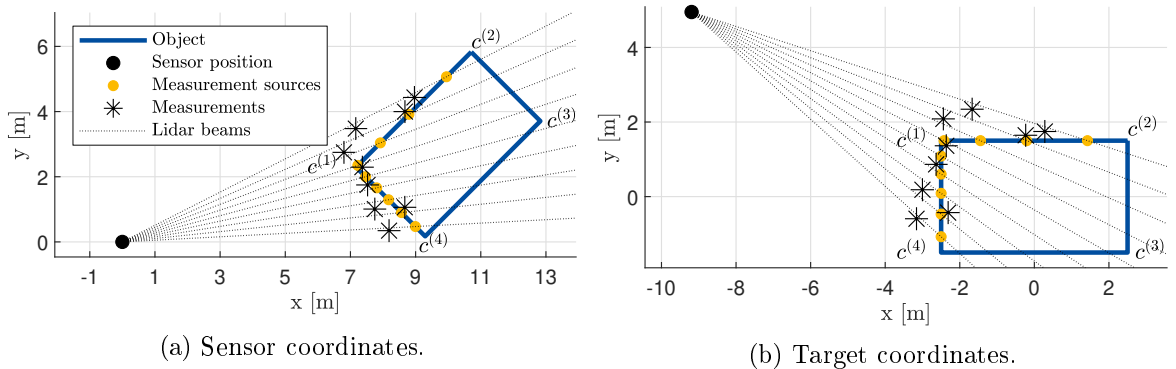 Object
Sensor position
Measurement sources
Measurements
Lidar beams
c(1)
c(2)
c(3)
c(4)
6
4
2
0
y [m]
-1 1 3 5 7 9 11 13
x [m]
(a) Sensor coordinates.
c(1)
c(2)
c(3)
c(4)
4
2
0
y [m]
-10 -8 -6 -4 -2 0 2
x [m]
(b) Target coordinates.